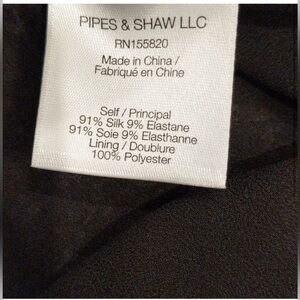 PIPES & SHAW LLC
RN155820
Made in China /
Fabriqué en Chine
Self / Principal
91% Silk 9% Elastane
91% Soie 9% Elasthanne
Lining / Doublure
100% Polyester